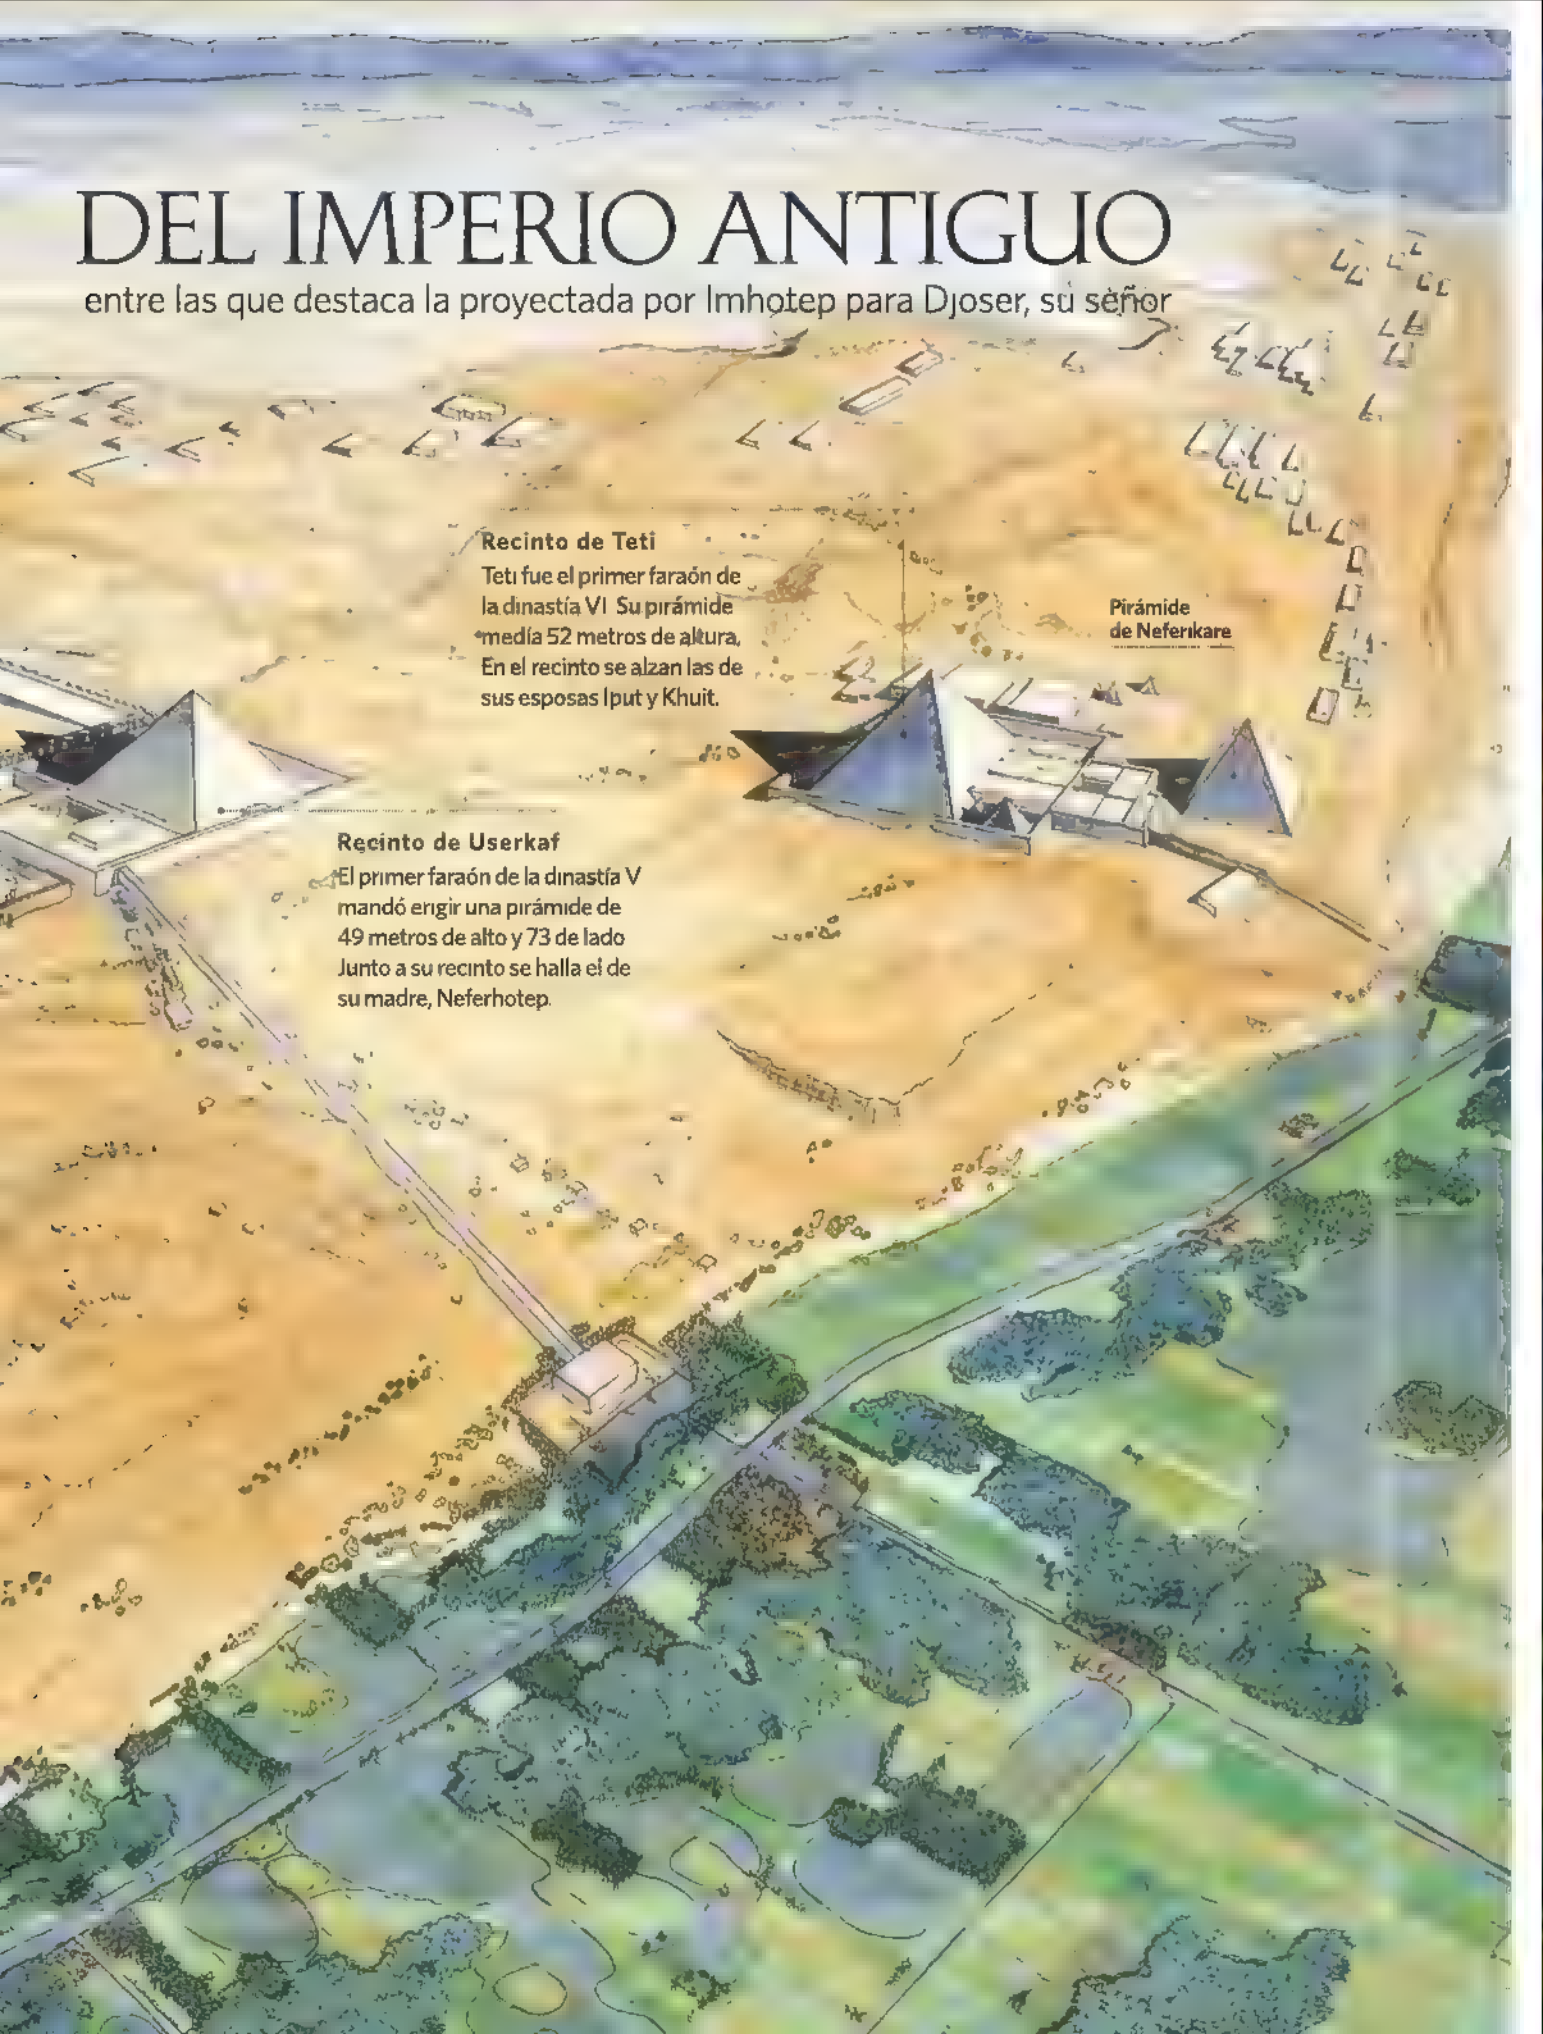 DEL IMPERIO ANTIGUO
entre las que destaca la proyectada por Imhotep para Djoser, su señor
Recinto de Teti
Teti fue el primer faraón de
la dinastía VI Su pirámide
medía 52 metros de altura,
En el recinto se alzan las de
sus esposas Iput y Khuit.
Pirámide
de Neferikare
Recinto de Userkaf
El primer faraón de la dinastía V
mandó erigir una pirámide de
49 metros de alto y 73 de lado
Junto a su recinto se halla el de
su madre, Neferhotep.